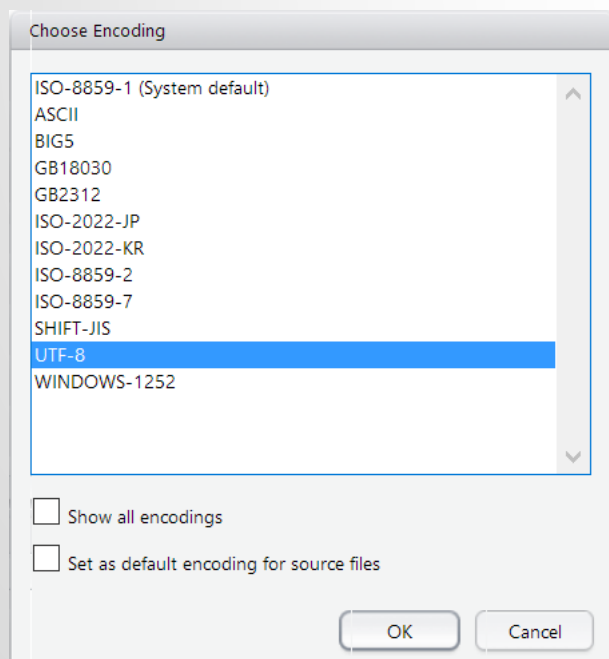 Choose Encoding
ISO-8859-1 (System default)
ASCII
BIG5
GB18030
GB2312
ISO-2022-JP
ISO-2022-KR
ISO-8859-2
ISO-8859-7
SHIFT-JIS
UTF-8
WINDOWS-1252
Show all encodings
Set as default encoding for source files
OK Cancel